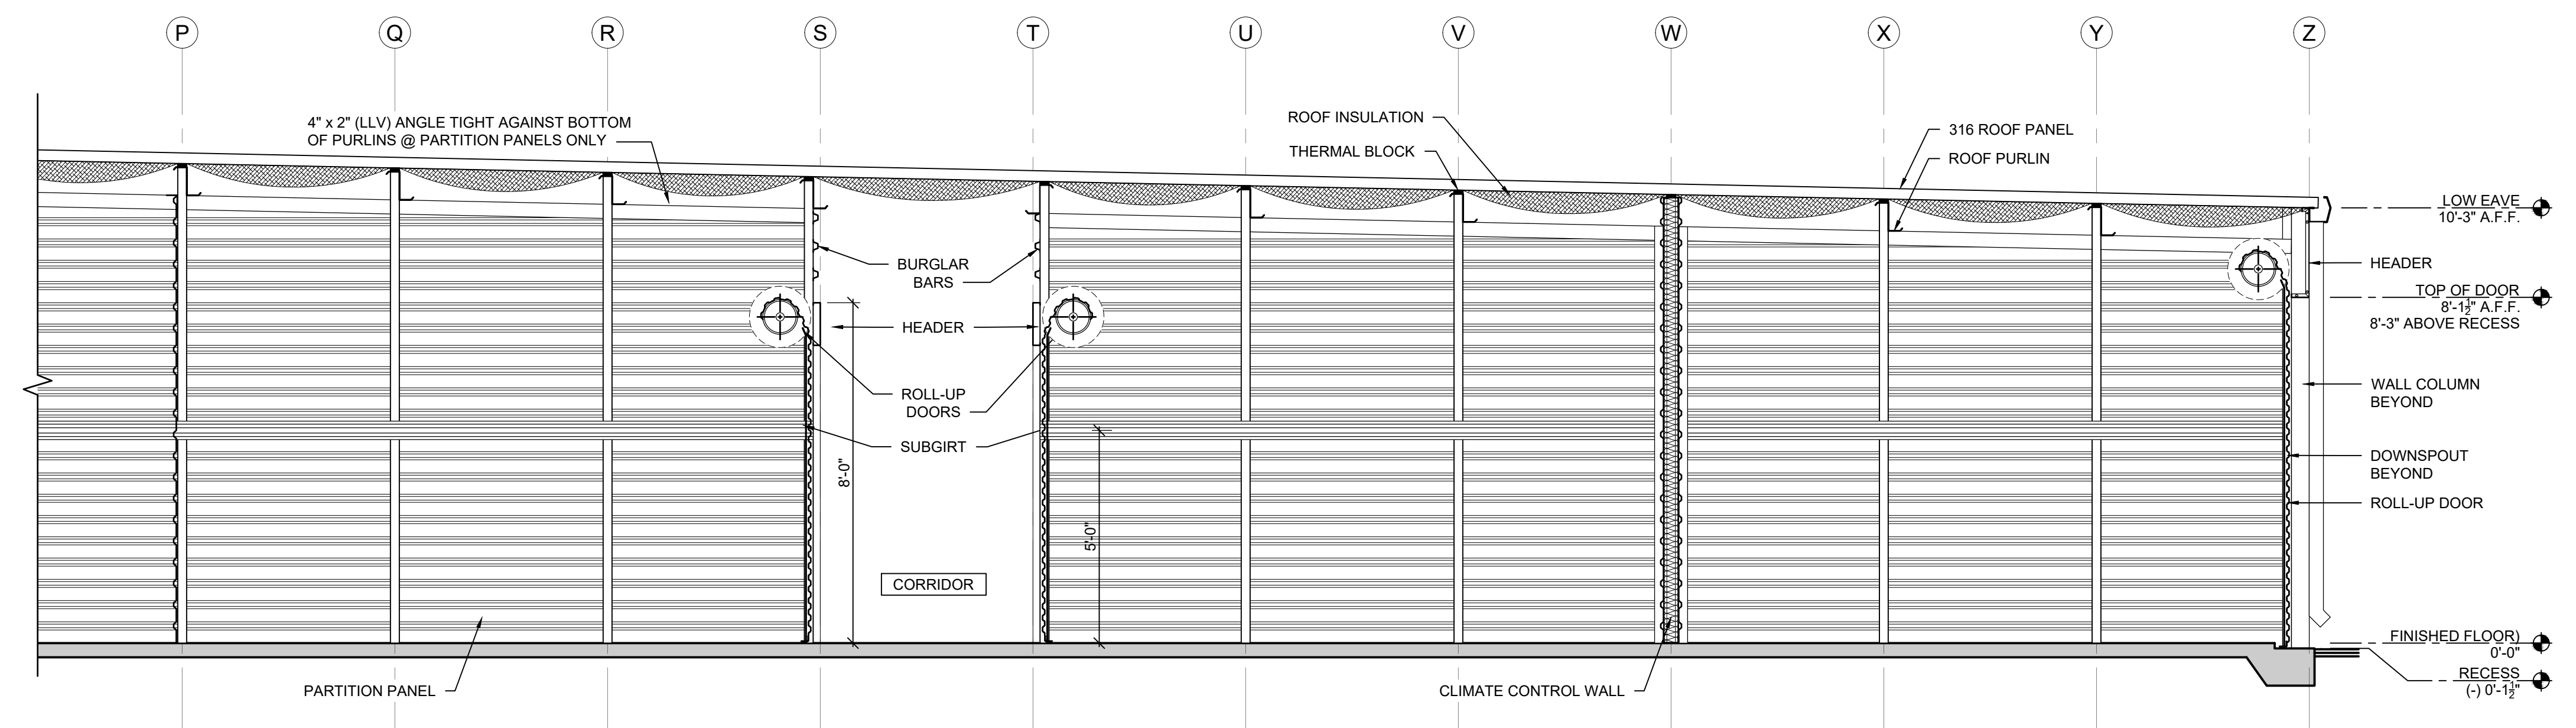 P Q R S T U V W X Y Z
4" x 2" (LLV) ANGLE TIGHT AGAINST BOTTOM
OF PURLINS @ PARTITION PANELS ONLY
ROOF INSULATION
THERMAL BLOCK
316 ROOF PANEL
ROOF PURLIN
LOW EAVE
10'-3" A.F.F.
BURGLAR
BARS
HEADER
HEADER
TOP OF DOOR
8'-1½" A.F.F.
8'-3" ABOVE RECESS
ROLL-UP
DOORS
WALL COLUMN
BEYOND
SUBGIRT
8'-0"
5'-0"
DOWNSPOUT
BEYOND
ROLL-UP DOOR
CORRIDOR
FINISHED FLOOR)
0'-0"
RECESS
(-) 0'-1½"
PARTITION PANEL
CLIMATE CONTROL WALL